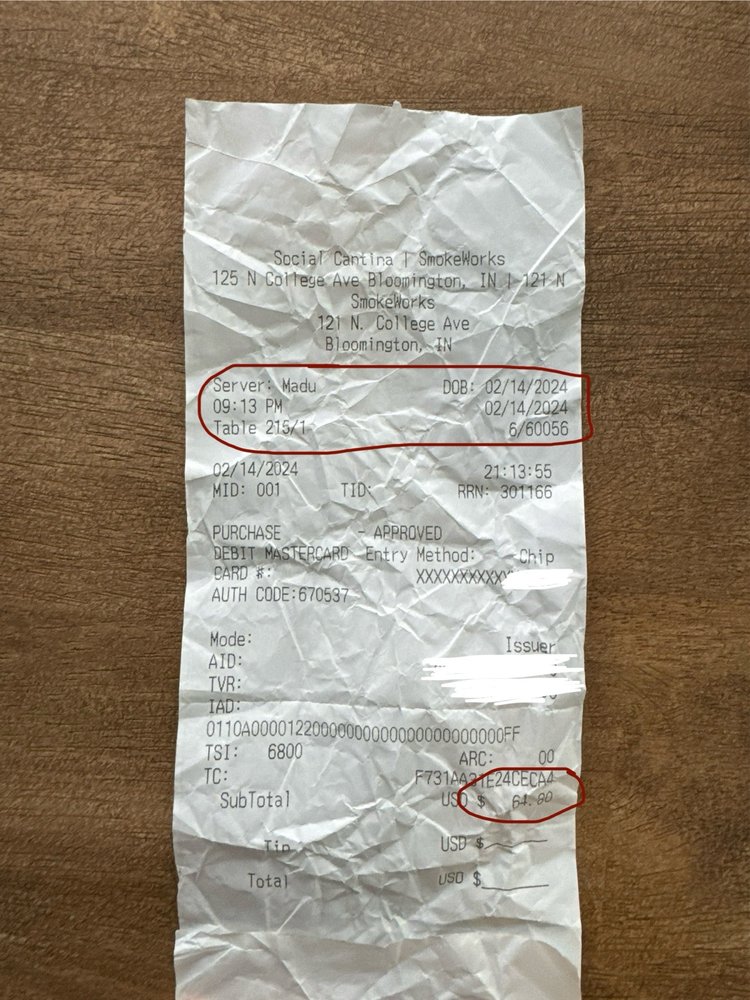 Social Cantina | SmokeWorks
125 N College Ave Bloomington, IN | 121 N
SmokeWorks
121 N. College Ave
Bloomington, IN
Server: Madu DOB: 02/14/2024
09:13 PM 02/14/2024
Table 215/1 6/60056
02/14/2024 21:13:55
MID: 001 TID: RRN: 301166
PURCHASE - APPROVED
DEBIT MASTERCARD Entry Method: Chip
CARD #: XXXXXXXXXXX
AUTH CODE:670537
Mode: Issuer
AID:
TVR:
IAD:
TSI: 6800 ARC: 00
TC: F731AA31E24CECA4
SubTotal USD $
Tip USD $
Total USD $